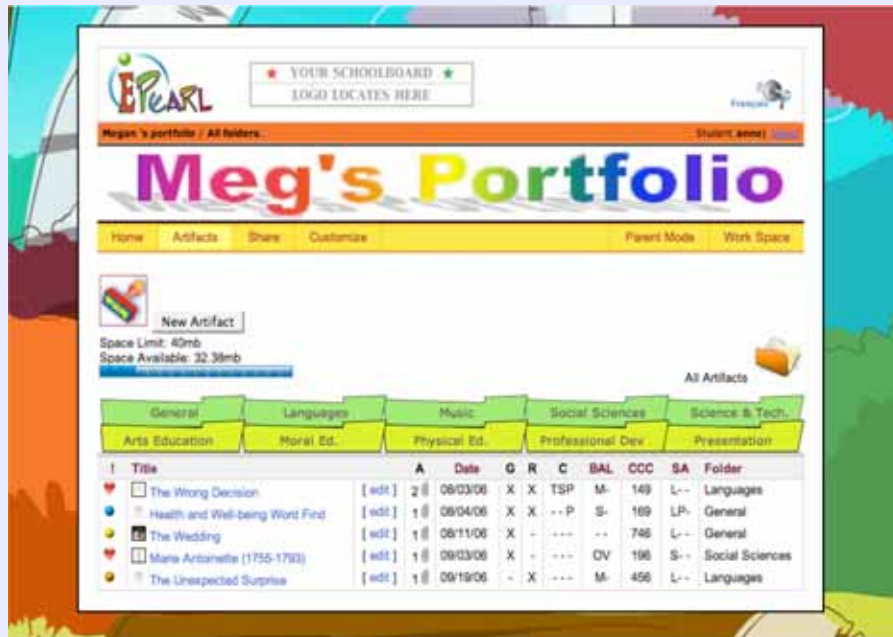 EPEARL
★ YOUR SCHOOLBOARD ★
LOGO LOCATES HERE
Français
Megan 's portfolio / All folders. Student: annej logout
Meg's Portfolio
Home Artifacts Share Customize Parent Mode Work Space
New Artifact
Space Limit: 40mb
Space Available: 32.38mb
All Artifacts
General Languages Music Social Sciences Science & Tech.
Arts Education Moral Ed. Physical Ed. Professional Dev Presentation
! Title A Date G R C BAL CCC SA Folder
The Wrong Decision [ edit ] 2 08/03/06 X X TSP M- 149 L-- Languages
Health and Well-being Word Find [ edit ] 1 08/04/06 X X --P S- 169 LP- General
The Wedding [ edit ] 1 08/11/06 X - --- -- 746 L-- General
Marie Antoinette (1755-1793) [ edit ] 1 09/03/06 X - --- OV 196 S-- Social Sciences
The Unexpected Surprise [ edit ] 1 09/19/06 - X --- M- 456 L-- Languages